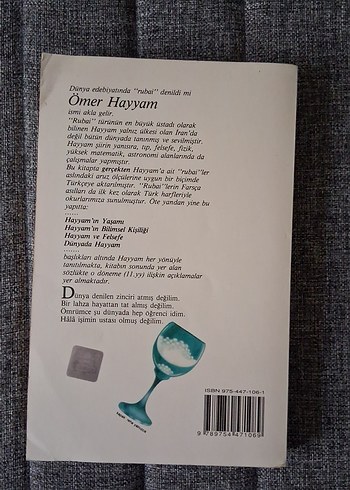 Dünya edebiyatında "rubai" denildi mi
Ömer Hayyam
ismi akla gelir.
"Rubai" türünün en büyük üstadı olarak
bilinen Hayyam yalnız ülkesi olan İran'da
değil bütün dünyada tanınmış ve sevilmiştir.
Hayyam şiirin yanısıra, tıp, felsefe, fizik,
yüksek matematik, astronomi alanlarında da
çalışmalar yapmıştır.
Bu kitapta gerçekten Hayyam'a ait "rubai"ler
aslındaki aruz ölçülerine uygun bir biçimde
Türkçeye aktarılmıştır. "Rubai"lerin Farsça
asılları da ilk kez olarak Türk harfleriyle
okurlarımıza sunulmuştur. Öte yandan yine bu
yapıtta:
......
Hayyam'ın Yaşamı
Hayyam'ın Bilimsel Kişiliği
Hayyam ve Felsefe
Dünyada Hayyam
........
başlıkları altında Hayyam her yönüyle
tanıtılmakta, kitabın sonunda yer alan
sözlükte o döneme (11.yy) ilişkin açıklamalar
yer almaktadır.
Dünya denilen zinciri atmış değilim.
Bir lahza hayattan tat almış değilim.
Ömrümce şu dünyada hep öğrenci idim.
Hâlâ işimin ustası olmuş değilim.
ISBN 975-447-106-1
9 789754 471069